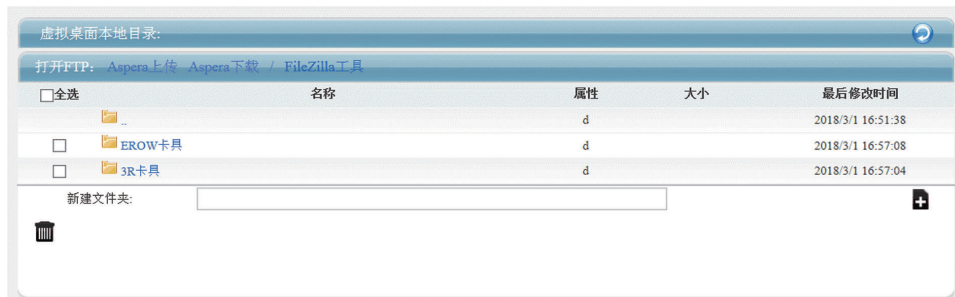 虚拟桌面本地目录:
打开FTP： Aspera上传 Aspera下载 / FileZilla工具
全选 名称 属性 大小 最后修改时间
.. d 2018/3/1 16:51:38
EROW卡具 d 2018/3/1 16:57:08
3R卡具 d 2018/3/1 16:57:04
新建文件夹: